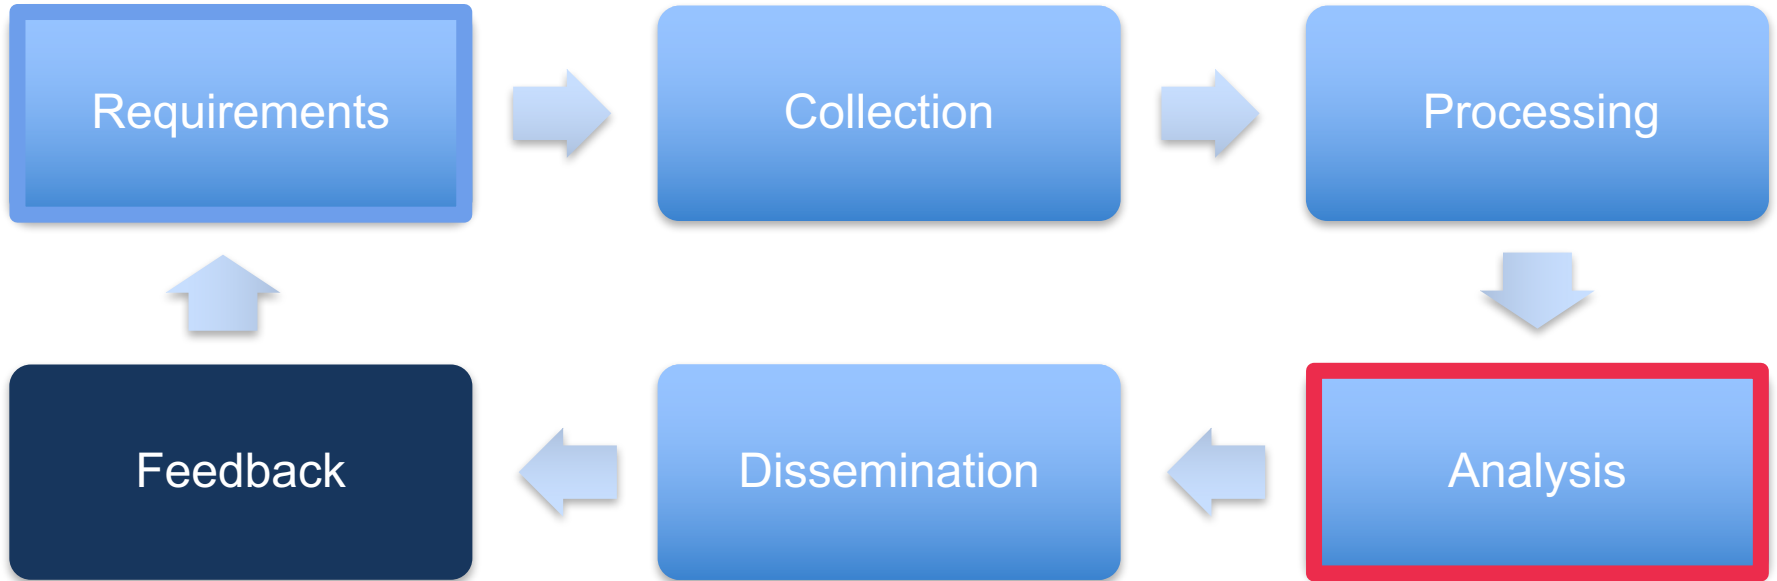 Requirements
Collection
Processing
Feedback
Dissemination
Analysis